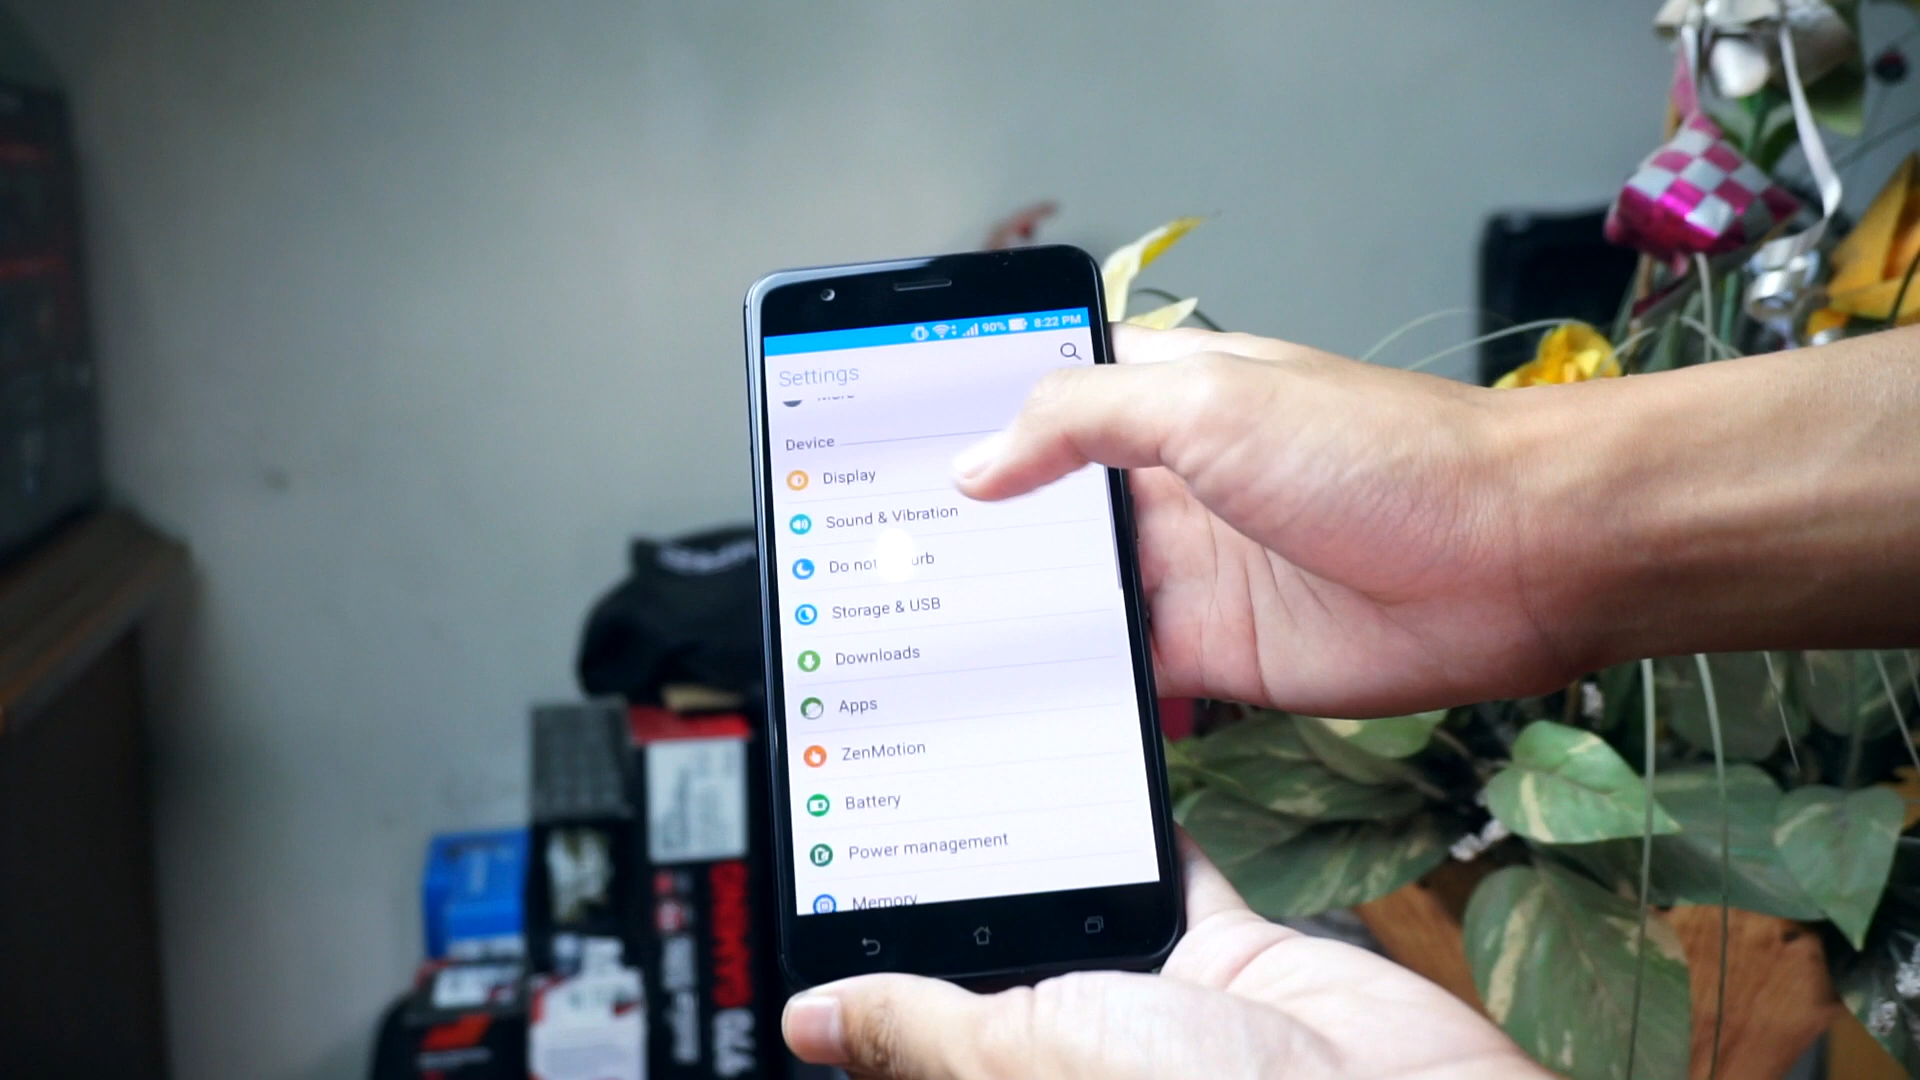 90% 8:22 PM
Settings
More
Device
Display
Sound & Vibration
Do not urb
Storage & USB
Downloads
Apps
ZenMotion
Battery
Power management
Memory